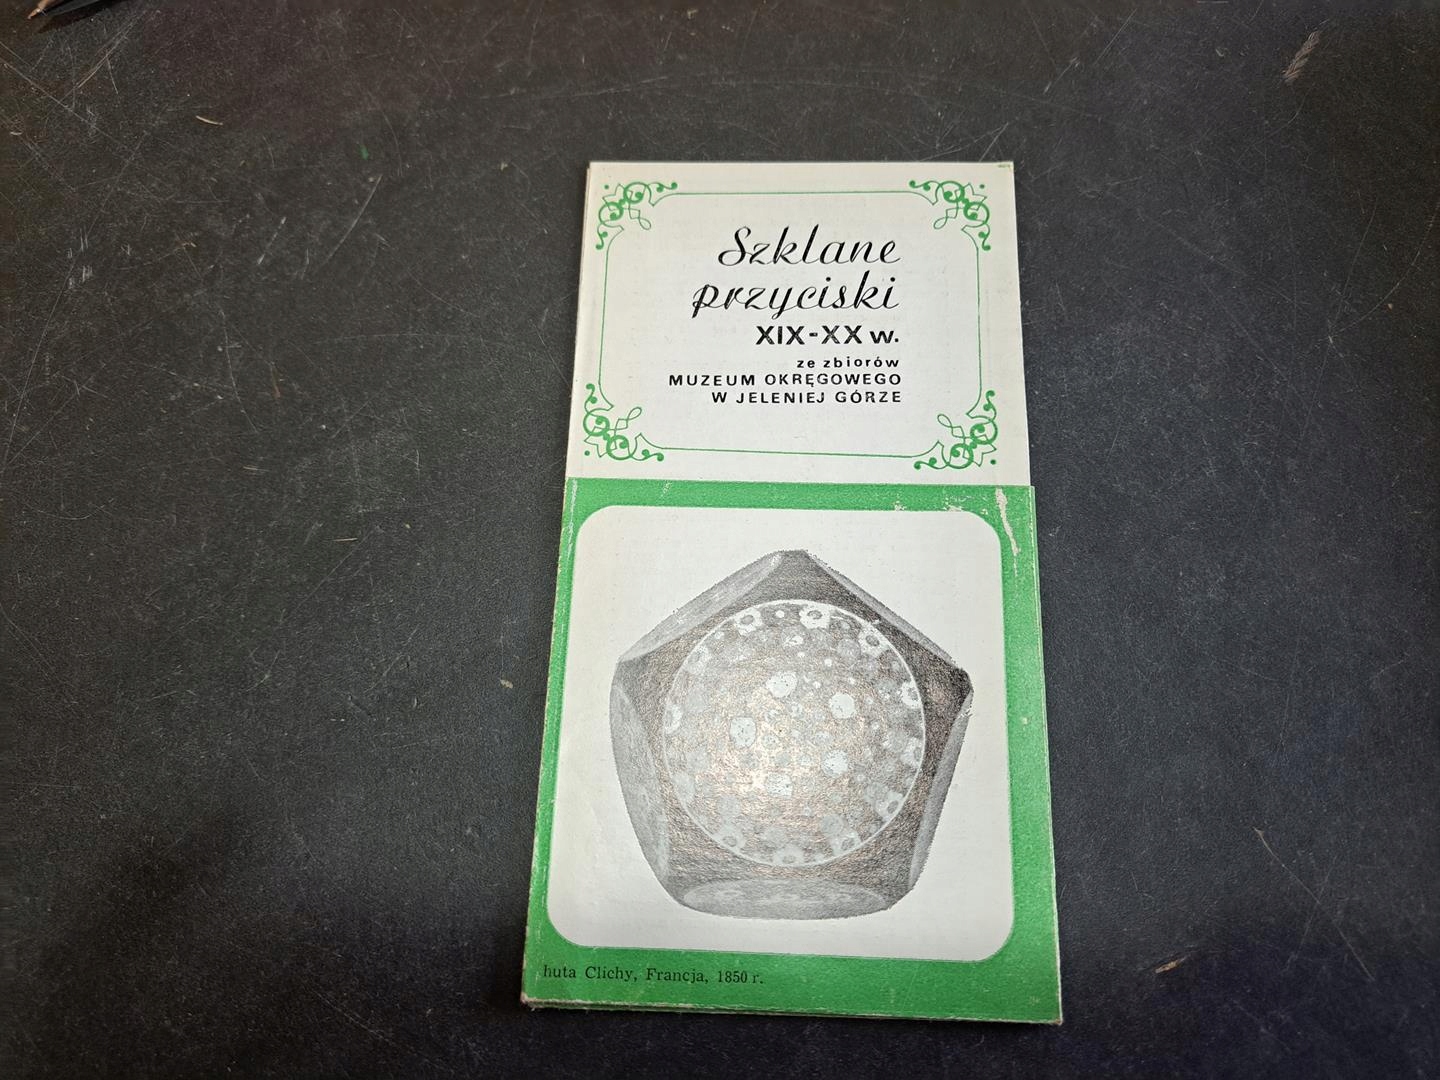 Szklane
przyciski
XIX-XX w.
ze zbiorów
MUZEUM OKRĘGOWEGO
W JELENIEJ GÓRZE
huta Clichy, Francja, 1850 r.